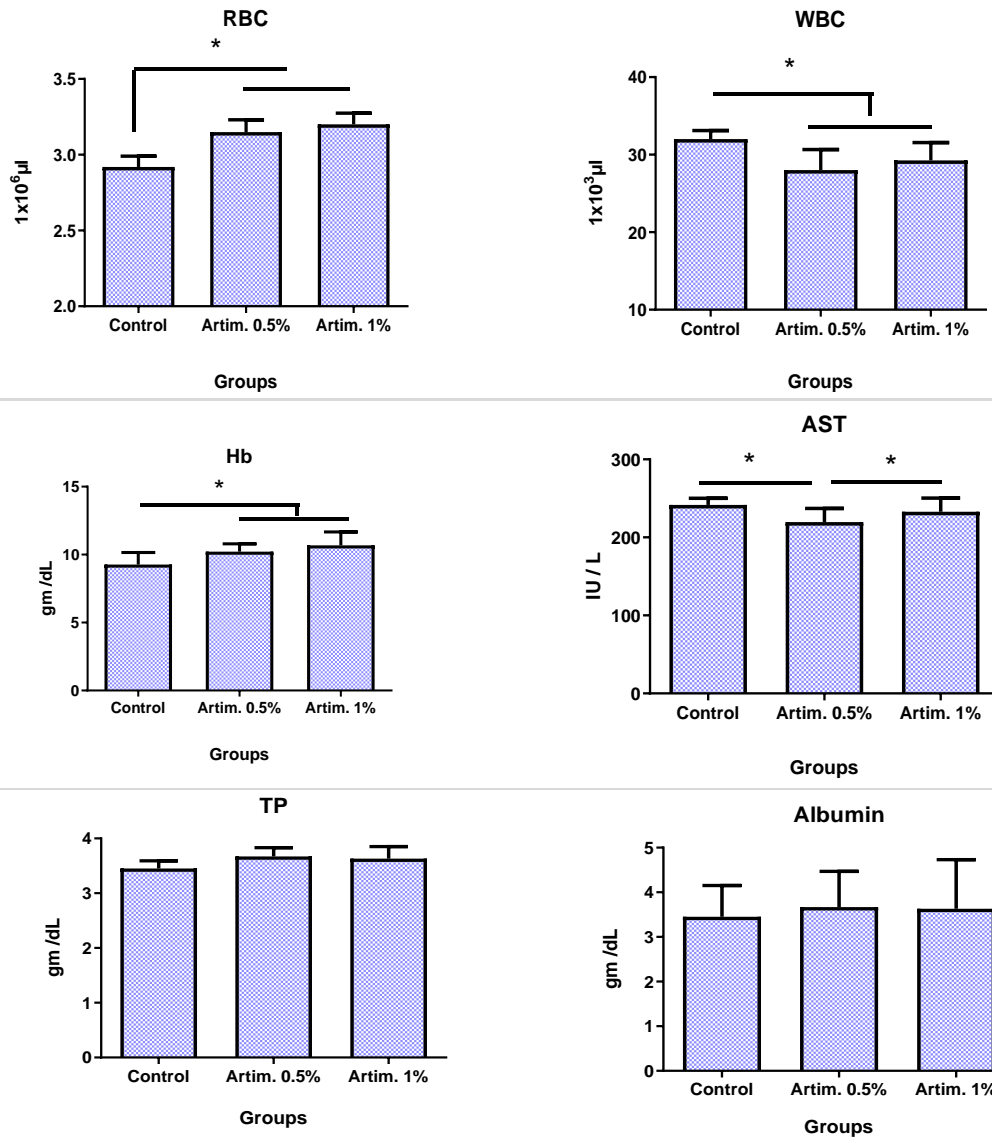 RBC
*
3.5
3.0
2.5
2.0
1x10⁶µl
Control Artim. 0.5% Artim. 1%
Groups
WBC
*
40
30
20
10
1x10³µl
Control Artim. 0.5% Artim. 1%
Groups
Hb
*
15
10
5
0
gm /dL
Control Artim. 0.5% Artim. 1%
Groups
AST
* *
300
200
100
0
IU / L
Control Artim. 0.5% Artim. 1%
Groups
TP
4
3
2
1
0
gm /dL
Control Artim. 0.5% Artim. 1%
Groups
Albumin
5
4
3
2
1
0
gm /dL
Control Artim. 0.5% Artim. 1%
Groups